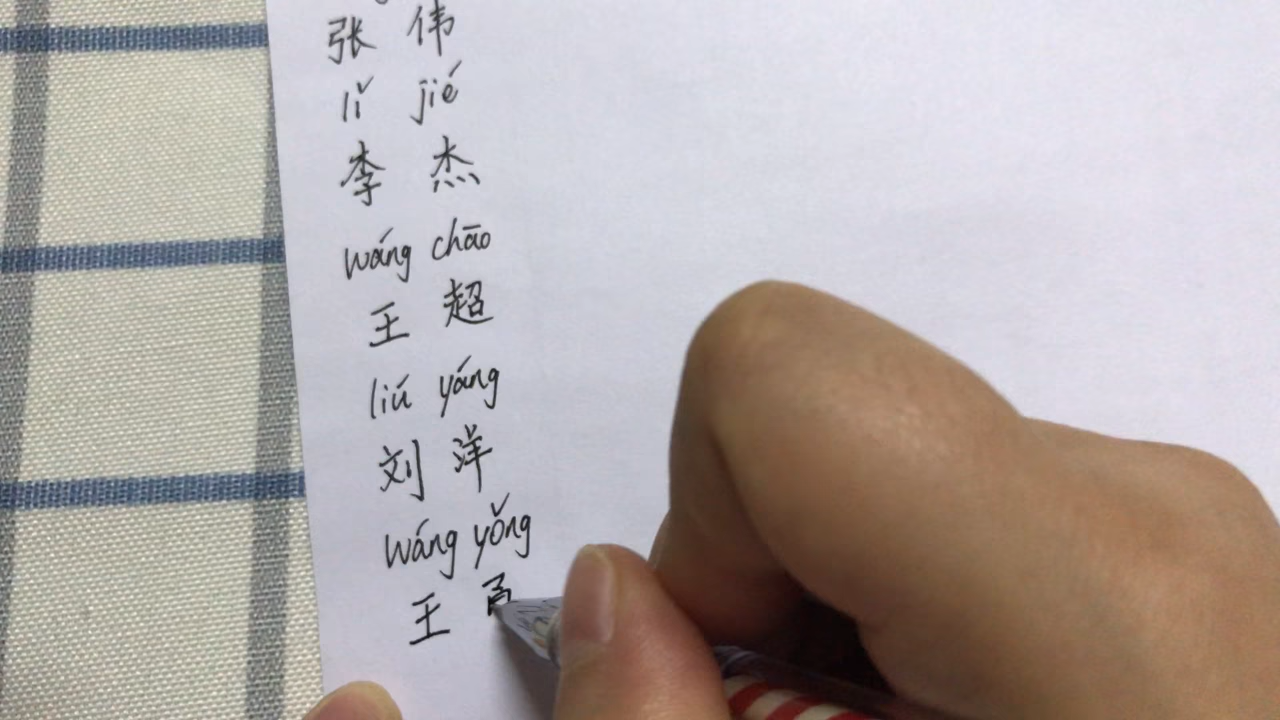 张 伟
lǐ jié
李 杰
wáng chāo
王 超
liú yáng
刘 洋
wáng yǒng
王